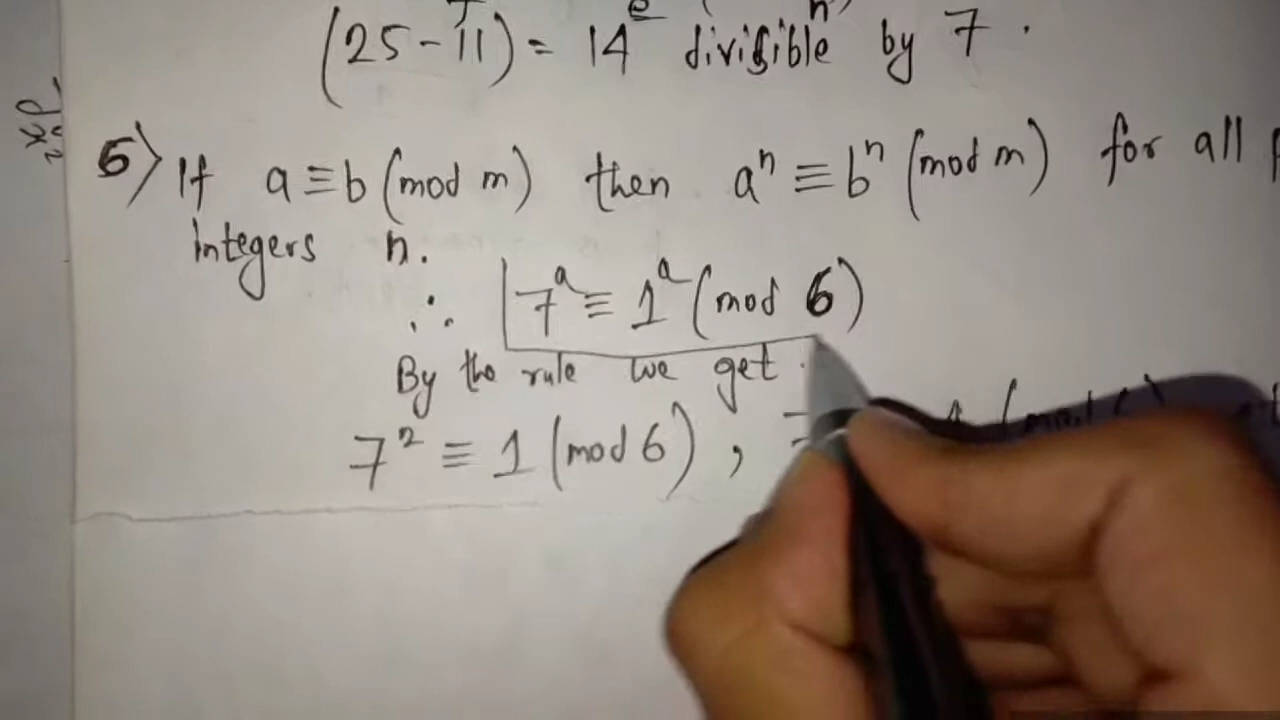 (25-11) = 14 divisible by 7.
5) If a ≡ b (mod m) then aⁿ ≡ bⁿ (mod m) for all
Integers n.
∴ 7ᵃ ≡ 1ᵃ (mod 6)
By the rule we get
7² ≡ 1 (mod 6) ,